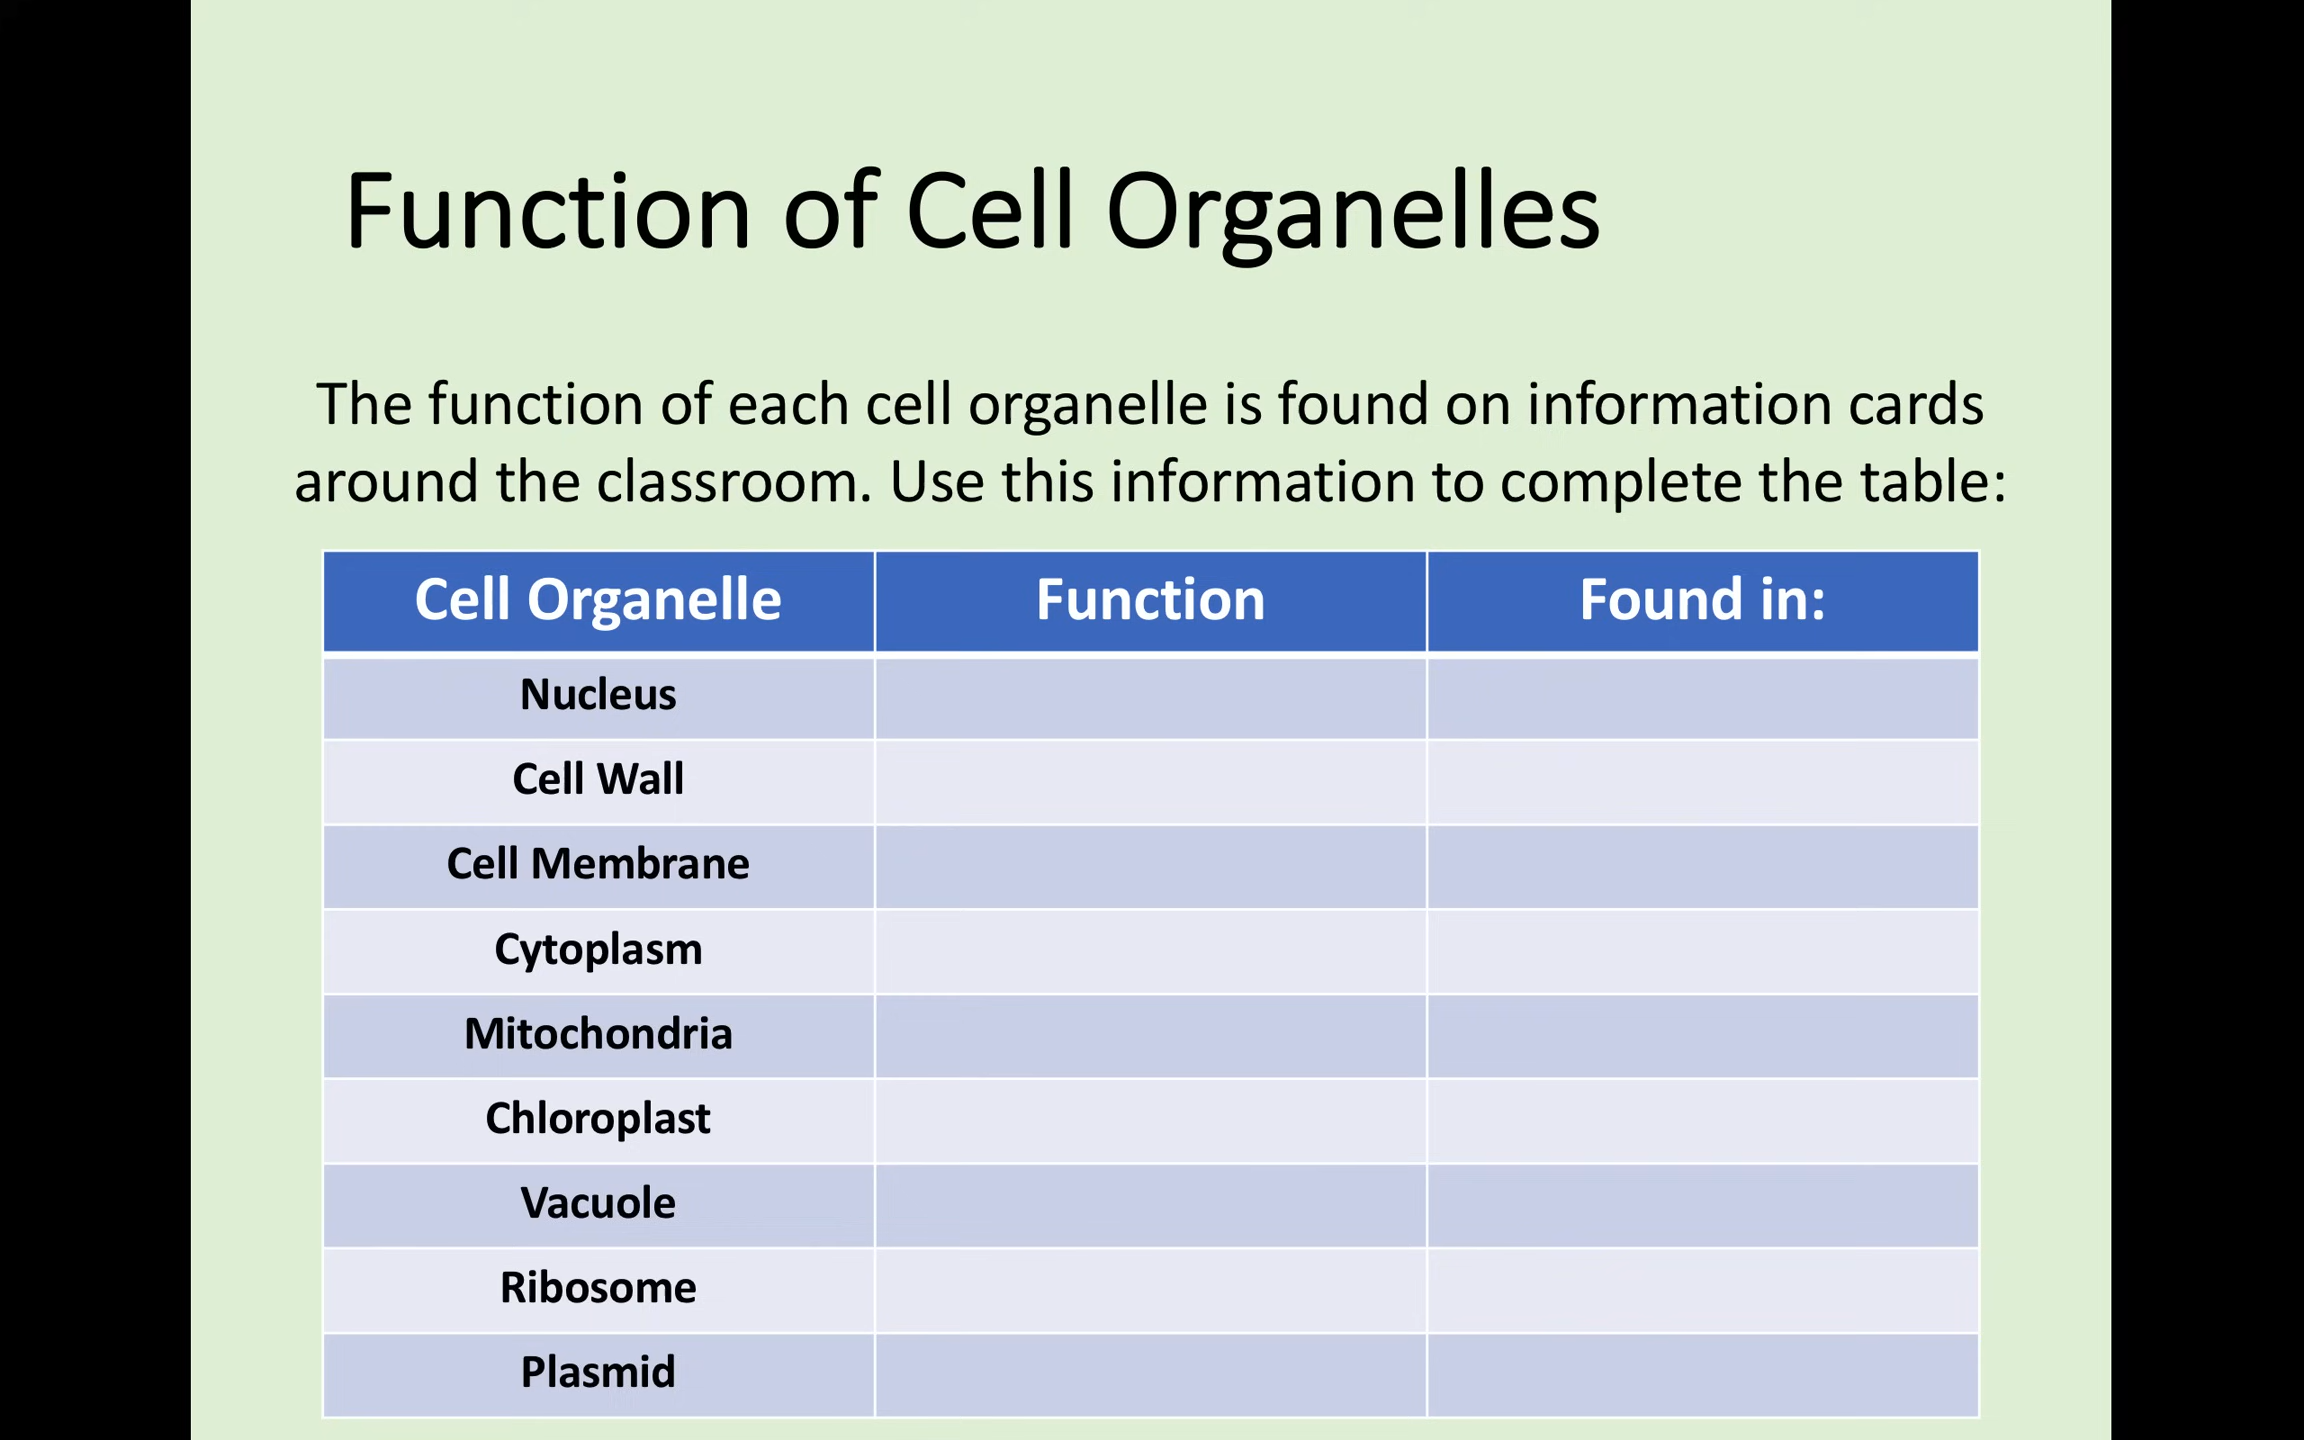 Function of Cell Organelles
The function of each cell organelle is found on information cards
around the classroom. Use this information to complete the table:
Cell Organelle Function Found in:
Nucleus
Cell Wall
Cell Membrane
Cytoplasm
Mitochondria
Chloroplast
Vacuole
Ribosome
Plasmid